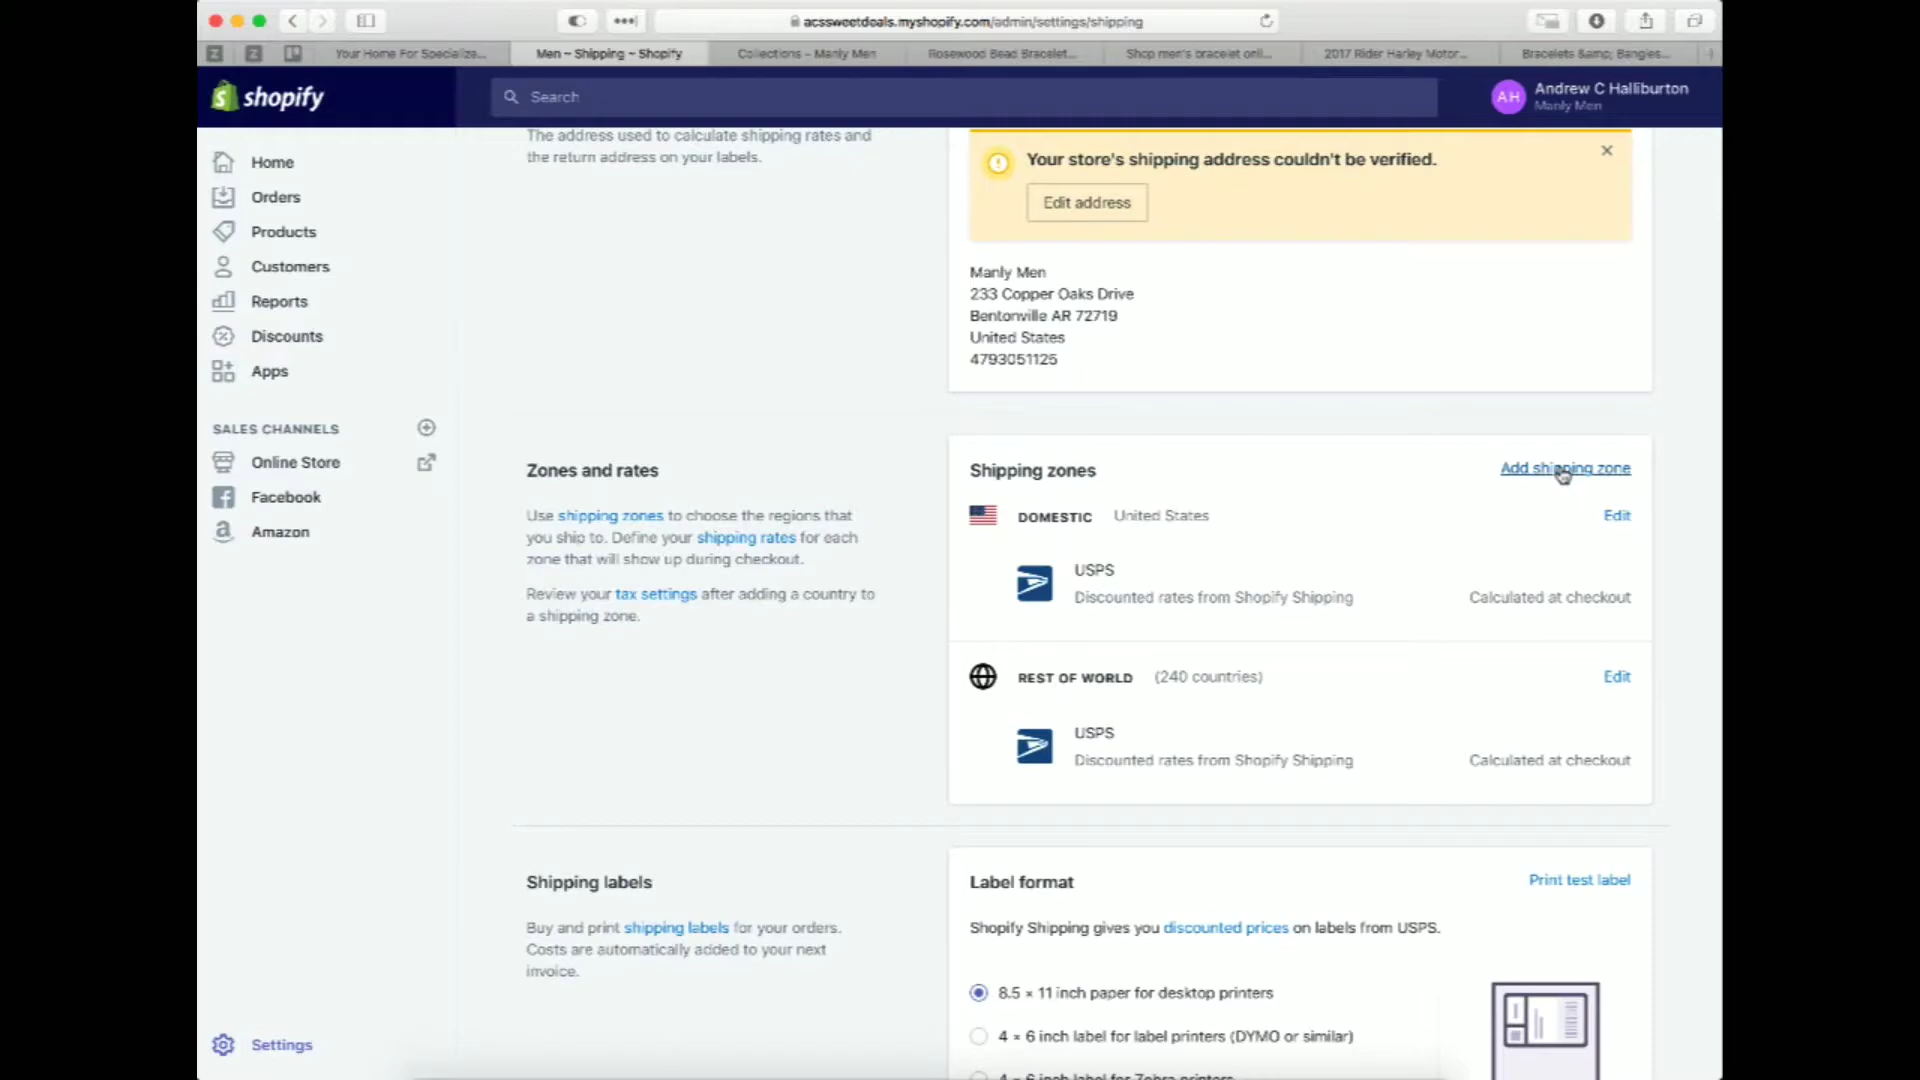 acssweetdeals.myshopify.com/admin/settings/shipping
Your Home For Specialize...
Men ~ Shipping ~ Shopify
Collections – Manly Men
Rosewood Bead Bracelet...
Shop men's bracelet onli...
2017 Rider Harley Motor...
Bracelets &amp; Bangles...
shopify
Search
AH
Andrew C Halliburton
Manly Men
Home
Orders
Products
Customers
Reports
Discounts
Apps
SALES CHANNELS
Online Store
Facebook
Amazon
Settings
The address used to calculate shipping rates and
the return address on your labels.
Your store's shipping address couldn't be verified.
Edit address
Manly Men
233 Copper Oaks Drive
Bentonville AR 72719
United States
4793051125
Zones and rates
Use shipping zones to choose the regions that
you ship to. Define your shipping rates for each
zone that will show up during checkout.
Review your tax settings after adding a country to
a shipping zone.
Shipping zones
Add shipping zone
DOMESTIC United States
Edit
USPS
Discounted rates from Shopify Shipping
Calculated at checkout
REST OF WORLD (240 countries)
Edit
USPS
Discounted rates from Shopify Shipping
Calculated at checkout
Shipping labels
Buy and print shipping labels for your orders.
Costs are automatically added to your next
invoice.
Label format
Print test label
Shopify Shipping gives you discounted prices on labels from USPS.
8.5 × 11 inch paper for desktop printers
4 × 6 inch label for label printers (DYMO or similar)
4 × 6 inch label for Zebra printers